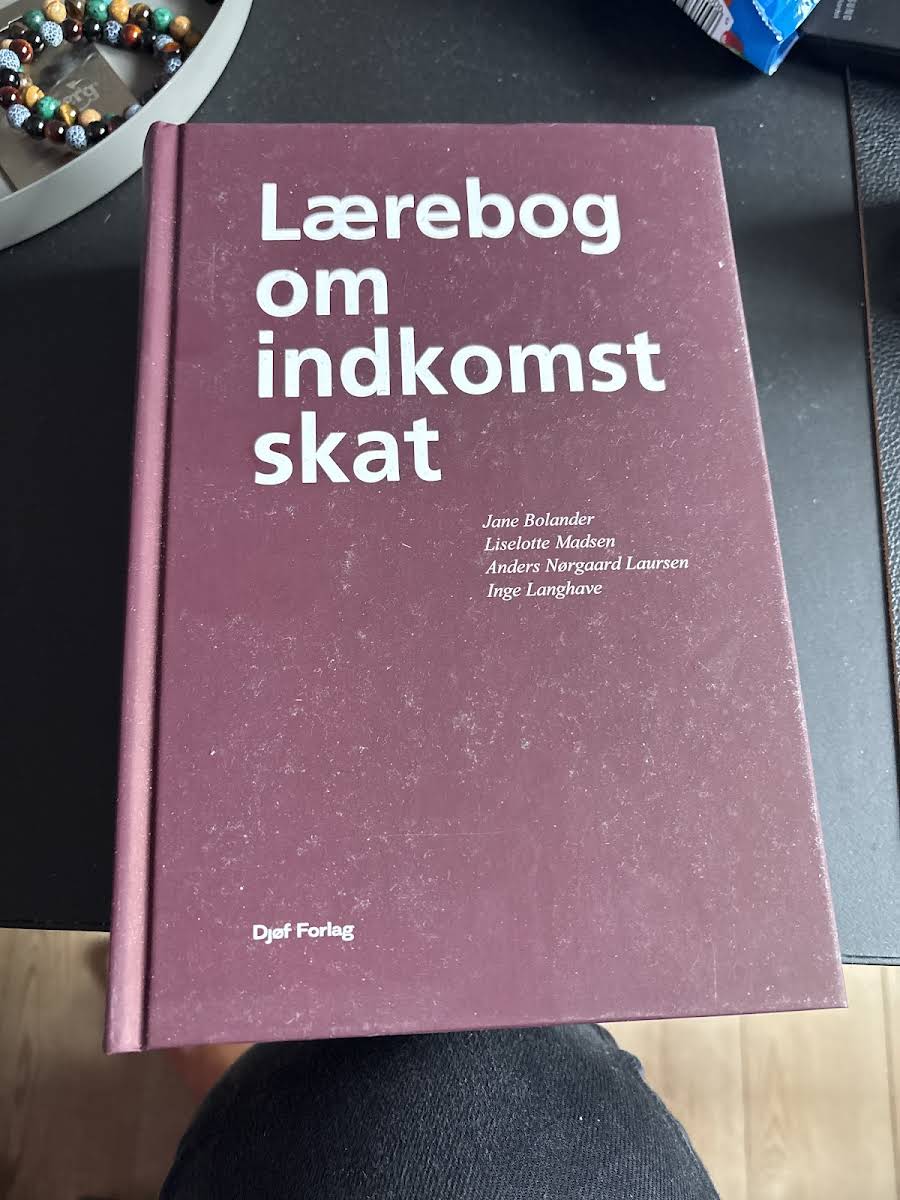 Lærebog
om
indkomst
skat
Jane Bolander
Liselotte Madsen
Anders Nørgaard Laursen
Inge Langhave
Djøf Forlag